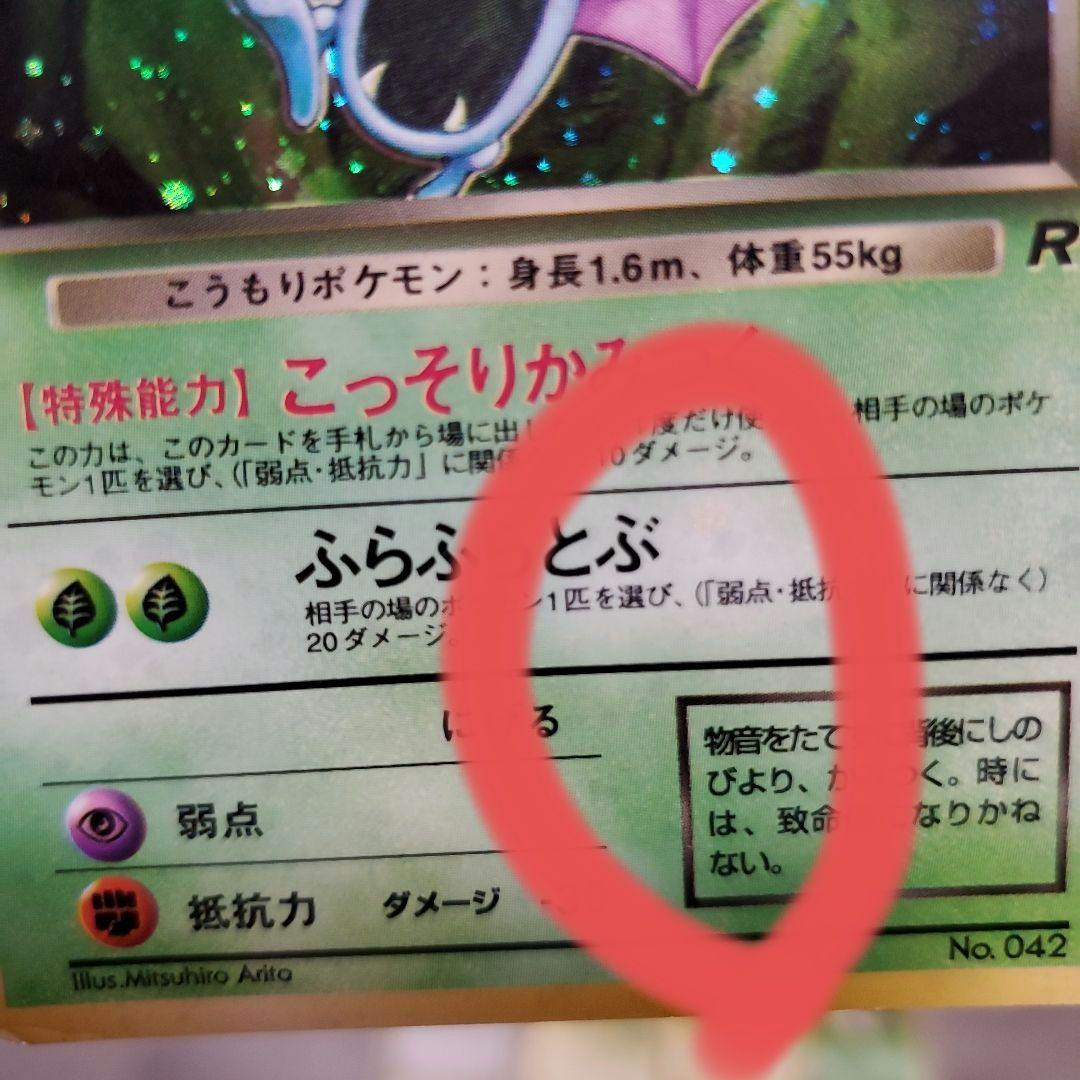 こうもりポケモン：身長1.6m、体重55kg
R
【特殊能力】こっそりか
この力は、このカードを手札から場に出し 度だけ使 相手の場のポケ
モン1匹を選び、（「弱点・抵抗力」に関係 10ダメージ。
ふらふ とぶ
相手の場のポ ン1匹を選び、（「弱点・抵抗 に関係なく）
20ダメージ。
に る
物音をたて 背後にしの
びより、か つく。時に
は、致命 なりかね
ない。
弱点
抵抗力 ダメージ
No. 042
Illus.Mitsuhiro Arita